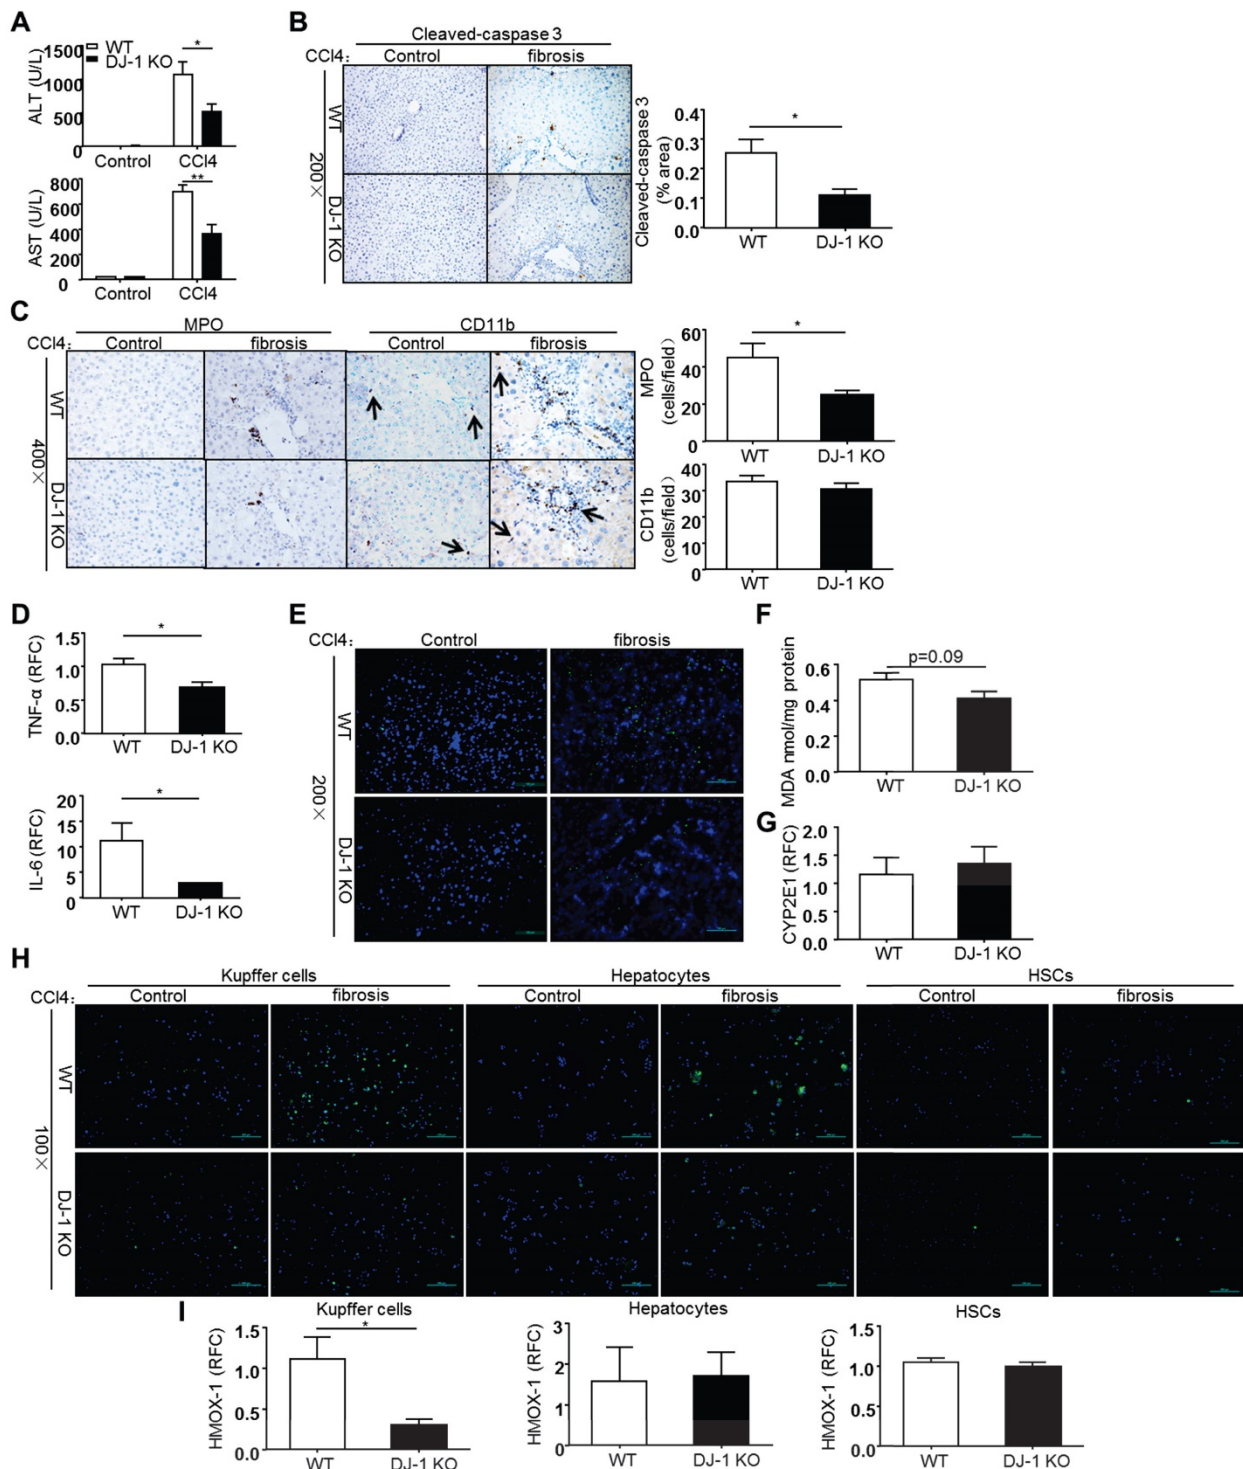 A
WT
DJ-1 KO
*
1500
1000
500
0
ALT (U/L)
Control
CCl4
**
800
600
400
200
0
AST (U/L)
Control
CCl4
B
Cleaved-caspase 3
CCl4:
Control
fibrosis
WT
DJ-1 KO
200×
Cleaved-caspase 3
(% area)
0.4
0.3
0.2
0.1
0.0
*
WT
DJ-1 KO
C
MPO
CD11b
CCl4:
Control
fibrosis
Control
fibrosis
WT
DJ-1 KO
400×
MPO
(cells/field)
60
40
20
0
*
WT
DJ-1 KO
CD11b
(cells/field)
40
30
20
10
0
WT
DJ-1 KO
D
TNF-α (RFC)
1.5
1.0
0.5
0.0
*
WT
DJ-1 KO
IL-6 (RFC)
20
15
10
5
0
*
WT
DJ-1 KO
E
CCl4:
Control
fibrosis
WT
DJ-1 KO
200×
F
MDA nmol/mg protein
0.6
0.4
0.2
0.0
p=0.09
WT
DJ-1 KO
G
CYP2E1 (RFC)
2.0
1.5
1.0
0.5
0.0
WT
DJ-1 KO
H
Kupffer cells
Hepatocytes
HSCs
CCl4:
Control
fibrosis
Control
fibrosis
Control
fibrosis
WT
DJ-1 KO
100×
I
Kupffer cells
HMOX-1 (RFC)
1.5
1.0
0.5
0.0
*
WT
DJ-1 KO
Hepatocytes
HMOX-1 (RFC)
3
2
1
0
WT
DJ-1 KO
HSCs
HMOX-1 (RFC)
1.5
1.0
0.5
0.0
WT
DJ-1 KO